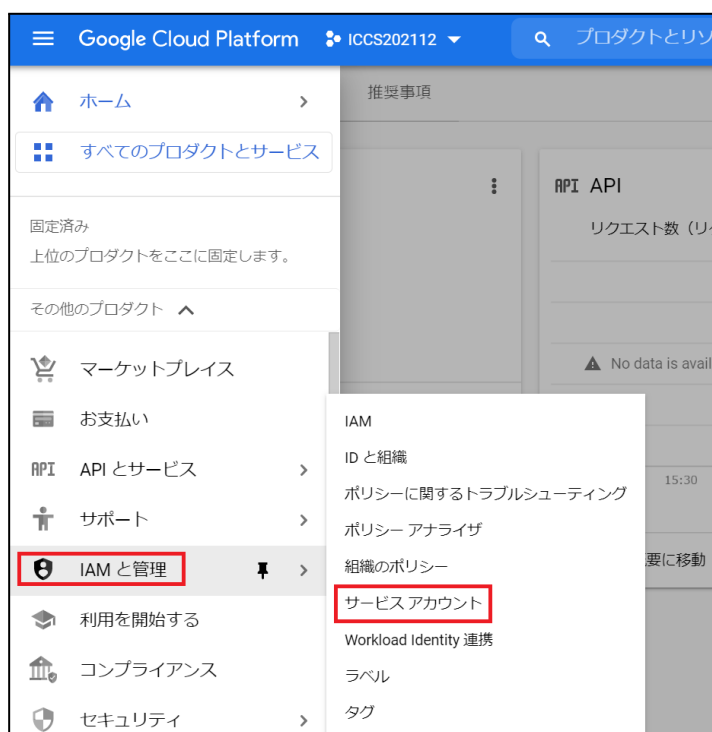 Google Cloud Platform
ICCS202112
プロダクトとリソ
ホーム
すべてのプロダクトとサービス
固定済み
上位のプロダクトをここに固定します。
その他のプロダクト
マーケットプレイス
お支払い
API API とサービス
サポート
IAM と管理
利用を開始する
コンプライアンス
セキュリティ
推奨事項
API API
リクエスト数（リ
No data is avail
15:30
要に移動
IAM
ID と組織
ポリシーに関するトラブルシューティング
ポリシー アナライザ
組織のポリシー
サービス アカウント
Workload Identity 連携
ラベル
タグ